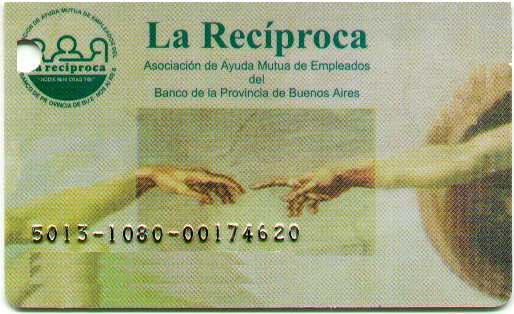 La Recíproca
Asociación de Ayuda Mutua de Empleados
del
Banco de la Provincia de Buenos Aires
la recíproca
5013-1080-00174620